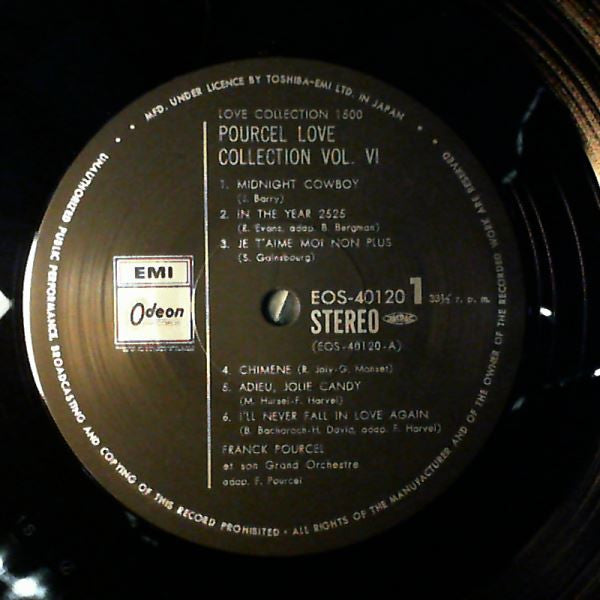 MFD. UNDER LICENCE BY TOSHIBA-EMI LTD. IN JAPAN
LOVE COLLECTION 1500
POURCEL LOVE
COLLECTION VOL. VI
1. MIDNIGHT COWBOY
(J. Barry)
2. IN THE YEAR 2525
(R. Evans, adap. B. Bergman)
3. JE T'AIME MOI NON PLUS
(S. Gainsbourg)
EMI
Odeon
EOS-40120 1 33⅓ r. p. m.
STEREO
(EOS-40120-A)
4. CHIMENE (R. Joly-G. Manset)
5. ADIEU, JOLIE CANDY
(M. Hursel-F. Harvel)
6. I'LL NEVER FALL IN LOVE AGAIN
(B. Bacharach-H. David, adap. F. Harvel)
FRANCK POURCEL
et son Grand Orchestre
adap. F. Pourcel
UNAUTHORIZED PUBLIC PERFORMANCE, BROADCASTING AND COPYING OF THIS RECORD PROHIBITED • ALL RIGHTS OF THE MANUFACTURER AND OF THE OWNER OF THE RECORDED WORK ARE RESERVED